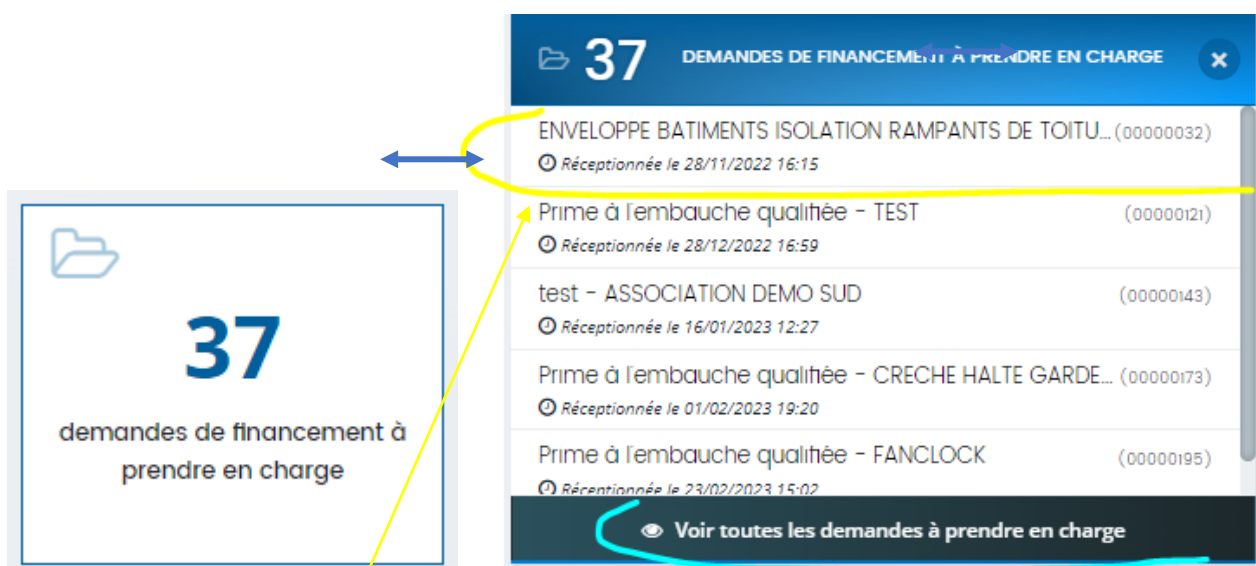 37
demandes de financement à
prendre en charge
37 DEMANDES DE FINANCEMENT À PRENDRE EN CHARGE
ENVELOPPE BATIMENTS ISOLATION RAMPANTS DE TOITU... (00000032)
Réceptionnée le 28/11/2022 16:15
Prime à l'embauche qualifiée - TEST (00000121)
Réceptionnée le 28/12/2022 16:59
test - ASSOCIATION DEMO SUD (00000143)
Réceptionnée le 16/01/2023 12:27
Prime à l'embauche qualifiée - CRECHE HALTE GARDE... (00000173)
Réceptionnée le 01/02/2023 19:20
Prime à l'embauche qualifiée - FANCLOCK (00000195)
Réceptionnée le 23/02/2023 15:02
Voir toutes les demandes à prendre en charge